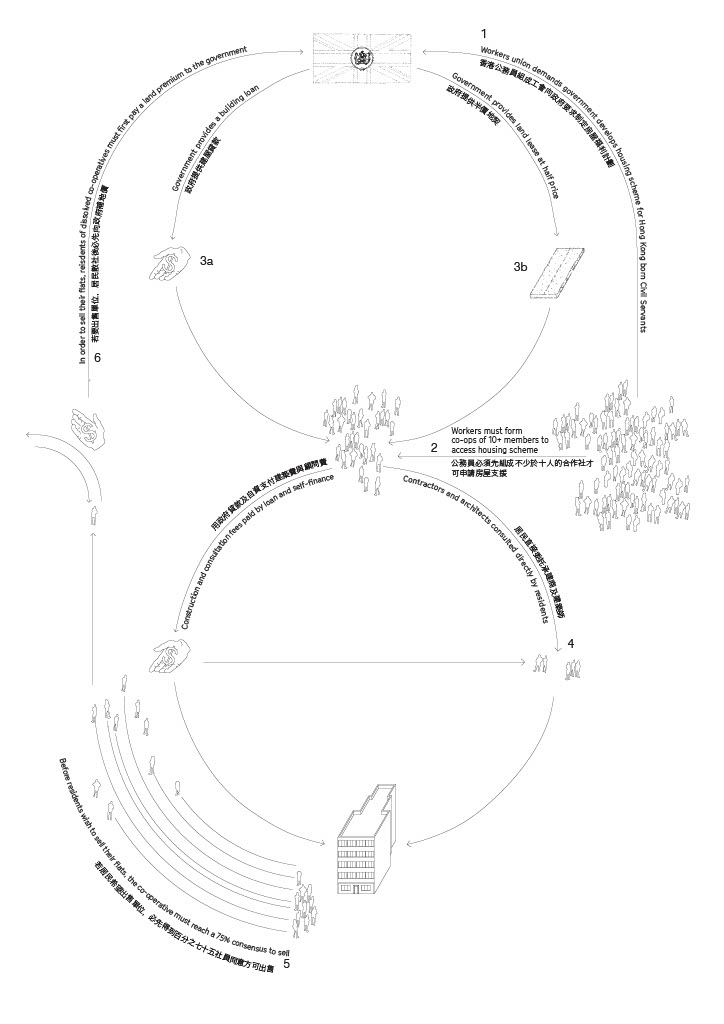 1
Workers union demands government develops housing scheme for Hong Kong born Civil Servants
香港公務員組成工會向政府要求制定房屋福利計劃
Government provides land lease at half price
政府提供半價地契
Government provides a building loan
政府提供建屋貸款
In order to sell their flats, reisdents of dissolved co-operatives must first pay a land premium to the government
若要出售單位，居民散社後必先向政府補地價
3a
3b
6
2
Workers must form
co-ops of 10+ members to
access housing scheme
公務員必須先組成不少於十人的合作社才
可申請房屋支援
用政府貸款及自資支付建築費與顧問費
Construction and consultation fees paid by loan and self-finance
Contractors and architects consulted directly by residents
居民直接委託承建商及建築師
4
Before residents wish to sell their flats, the co-operative must reach a 75% consensus to sell
若居民希望出售單位，必先得到百分之七十五社員同意方可出售
5